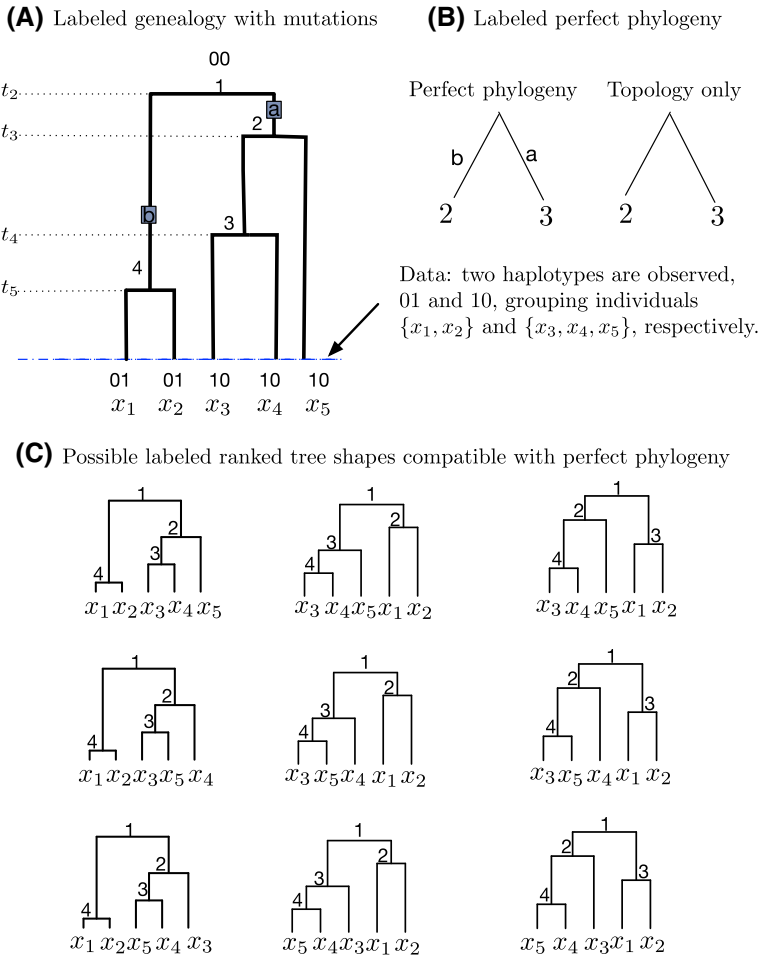 (A) Labeled genealogy with mutations
00
t2
1
a
t3
2
b
t4
3
4
t5
01 01 10 10 10
x1 x2 x3 x4 x5
(B) Labeled perfect phylogeny
Perfect phylogeny Topology only
b a
2 3 2 3
Data: two haplotypes are observed,
01 and 10, grouping individuals
{x1, x2} and {x3, x4, x5}, respectively.
(C) Possible labeled ranked tree shapes compatible with perfect phylogeny
1 2 3 4
x1 x2 x3 x4 x5
1 2 3 4
x3 x4 x5 x1 x2
1 2 3 4
x3 x4 x5 x1 x2
1 2 3 4
x1 x2 x3 x5 x4
1 2 3 4
x3 x5 x4 x1 x2
1 2 3 4
x3 x5 x4 x1 x2
1 2 3 4
x1 x2 x5 x4 x3
1 2 3 4
x5 x4 x3 x1 x2
1 2 3 4
x5 x4 x3 x1 x2